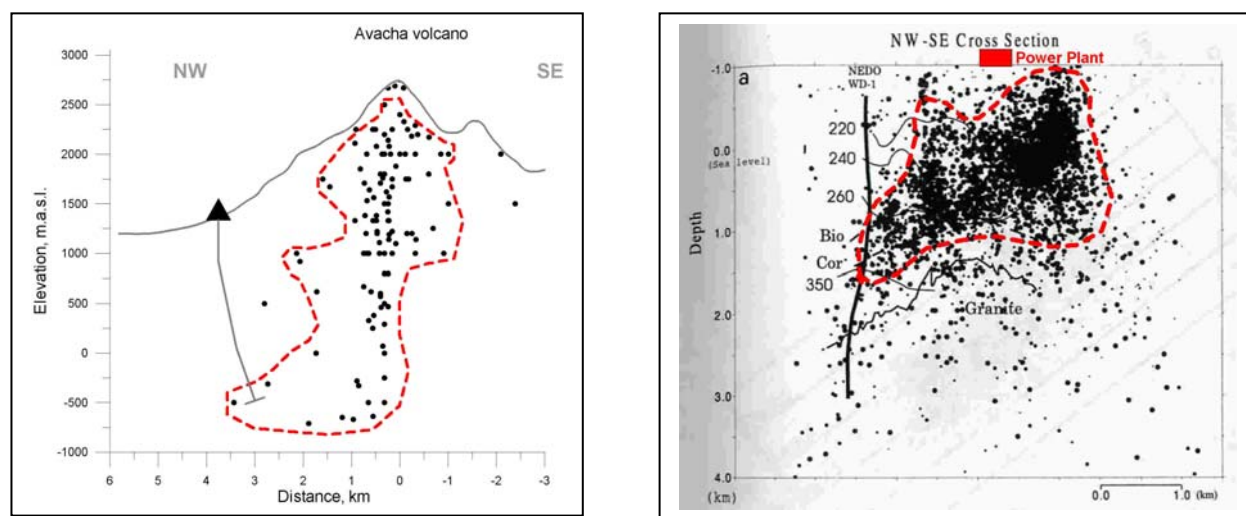 Avacha volcano
NW
SE
3000
2500
2000
1500
1000
500
0
-500
-1000
Elevation, m.a.s.l.
6 5 4 3 2 1 0 -1 -2 -3
Distance, km
NW-SE Cross Section
Power Plant
a
NEDO
WD-1
-1.0
220
0.0
(Sea level)
240
260
Depth
1.0
Bio
Cor
350
Granite
2.0
3.0
4.0
(km)
0.0 1.0 (km)